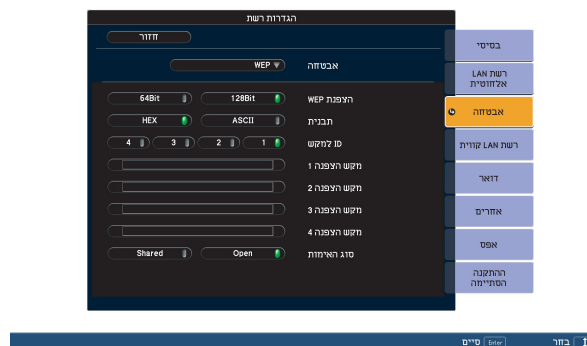 הגדרות רשת
חזור
אבטחה WEP
הצפנת WEP 128Bit 64Bit
תבנית ASCII HEX
ID למקש 1 2 3 4
מקש הצפנה 1
מקש הצפנה 2
מקש הצפנה 3
מקש הצפנה 4
סוג האימות Open Shared
בסיסי
רשת LAN
אלחוטית
אבטחה
רשת LAN קווית
דואר
אחרים
אפס
ההתקנה
הסתיימה
בחור [Enter] סיים